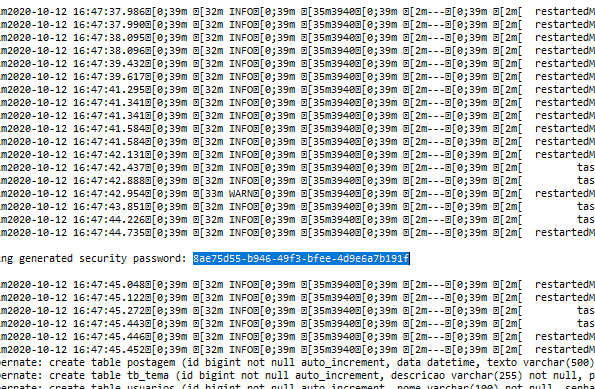 m2020-10-12 16:47:37.986[0;39m [32m INFO[0;39m [35m3940[0;39m [2m---[0;39m [2m[  restartedM
m2020-10-12 16:47:37.990[0;39m [32m INFO[0;39m [35m3940[0;39m [2m---[0;39m [2m[  restartedM
m2020-10-12 16:47:38.095[0;39m [32m INFO[0;39m [35m3940[0;39m [2m---[0;39m [2m[  restartedM
m2020-10-12 16:47:38.096[0;39m [32m INFO[0;39m [35m3940[0;39m [2m---[0;39m [2m[  restartedM
m2020-10-12 16:47:39.432[0;39m [32m INFO[0;39m [35m3940[0;39m [2m---[0;39m [2m[  restartedM
m2020-10-12 16:47:39.617[0;39m [32m INFO[0;39m [35m3940[0;39m [2m---[0;39m [2m[  restartedM
m2020-10-12 16:47:41.295[0;39m [32m INFO[0;39m [35m3940[0;39m [2m---[0;39m [2m[  restartedM
m2020-10-12 16:47:41.341[0;39m [32m INFO[0;39m [35m3940[0;39m [2m---[0;39m [2m[  restartedM
m2020-10-12 16:47:41.341[0;39m [32m INFO[0;39m [35m3940[0;39m [2m---[0;39m [2m[  restartedM
m2020-10-12 16:47:41.584[0;39m [32m INFO[0;39m [35m3940[0;39m [2m---[0;39m [2m[  restartedM
m2020-10-12 16:47:41.584[0;39m [32m INFO[0;39m [35m3940[0;39m [2m---[0;39m [2m[  restartedM
m2020-10-12 16:47:42.131[0;39m [32m INFO[0;39m [35m3940[0;39m [2m---[0;39m [2m[  restartedM
m2020-10-12 16:47:42.437[0;39m [32m INFO[0;39m [35m3940[0;39m [2m---[0;39m [2m[  tas
m2020-10-12 16:47:42.888[0;39m [32m INFO[0;39m [35m3940[0;39m [2m---[0;39m [2m[  tas
m2020-10-12 16:47:42.954[0;39m [33m WARN[0;39m [35m3940[0;39m [2m---[0;39m [2m[  restartedM
m2020-10-12 16:47:43.851[0;39m [32m INFO[0;39m [35m3940[0;39m [2m---[0;39m [2m[  tas
m2020-10-12 16:47:44.226[0;39m [32m INFO[0;39m [35m3940[0;39m [2m---[0;39m [2m[  tas
m2020-10-12 16:47:44.735[0;39m [32m INFO[0;39m [35m3940[0;39m [2m---[0;39m [2m[  restartedM
ng generated security password: 8ae75d55-b946-49f3-bfee-4d9e6a7b191f
m2020-10-12 16:47:45.048[0;39m [32m INFO[0;39m [35m3940[0;39m [2m---[0;39m [2m[  restartedM
m2020-10-12 16:47:45.122[0;39m [32m INFO[0;39m [35m3940[0;39m [2m---[0;39m [2m[  restartedM
m2020-10-12 16:47:45.272[0;39m [32m INFO[0;39m [35m3940[0;39m [2m---[0;39m [2m[  tas
m2020-10-12 16:47:45.443[0;39m [32m INFO[0;39m [35m3940[0;39m [2m---[0;39m [2m[  tas
m2020-10-12 16:47:45.446[0;39m [32m INFO[0;39m [35m3940[0;39m [2m---[0;39m [2m[  restartedM
m2020-10-12 16:47:45.452[0;39m [32m INFO[0;39m [35m3940[0;39m [2m---[0;39m [2m[  restartedM
bernate: create table postagem (id bigint not null auto_increment, data datetime, texto varchar(500)
bernate: create table tb_tema (id bigint not null auto_increment, descricao varchar(255) not null, p
bernate: create table usuarios (id bigint not null auto_increment, nome varchar(100) not null, senha